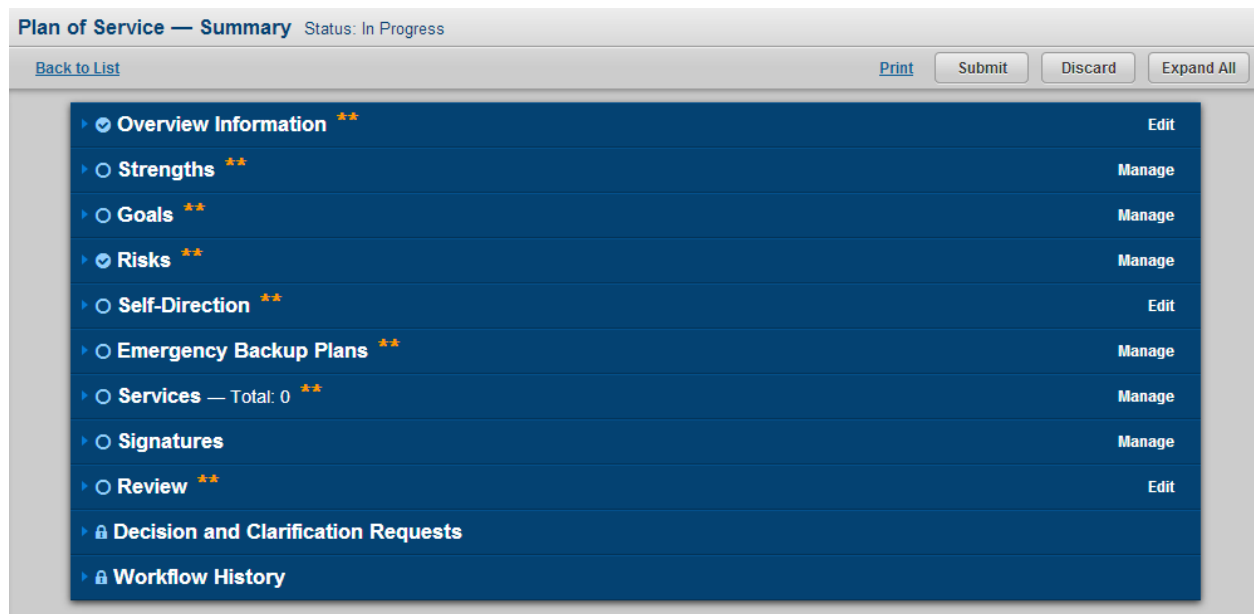 Plan of Service — Summary Status: In Progress
Back to List Print Submit Discard Expand All
Overview Information ** Edit
Strengths ** Manage
Goals ** Manage
Risks ** Manage
Self-Direction ** Edit
Emergency Backup Plans ** Manage
Services — Total: 0 ** Manage
Signatures Manage
Review ** Edit
Decision and Clarification Requests
Workflow History